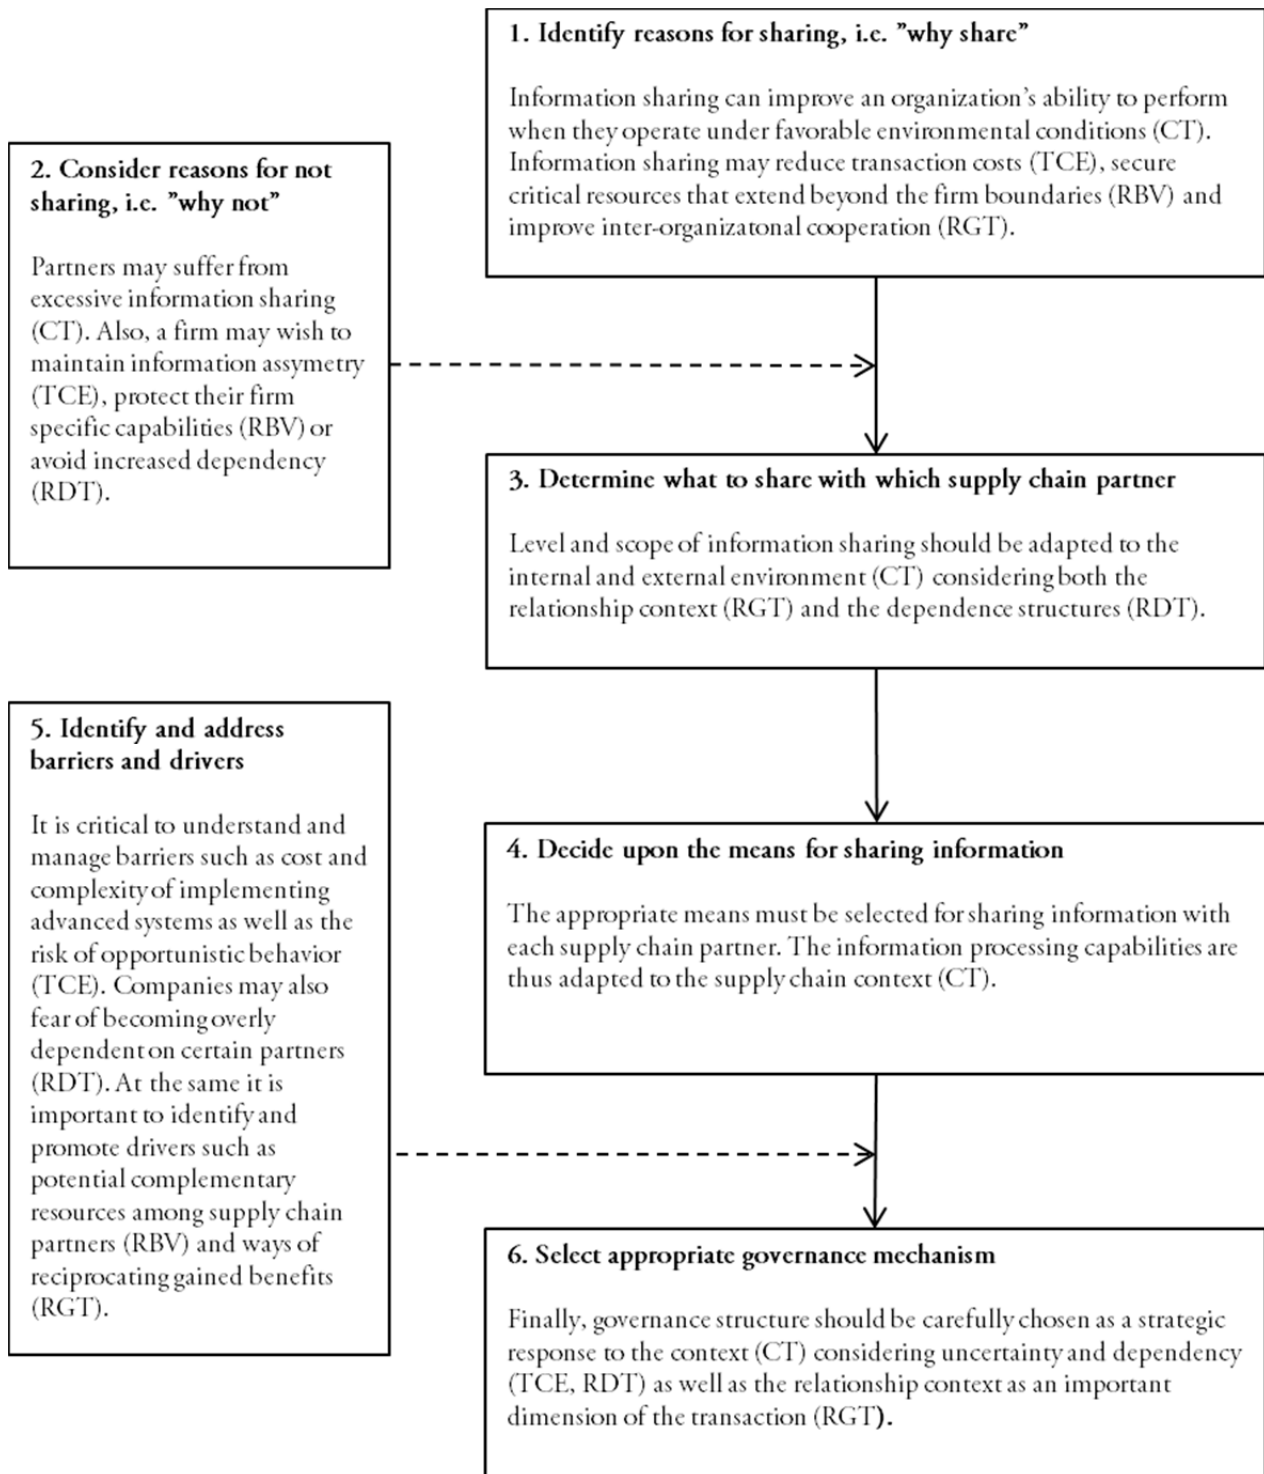 1. Identify reasons for sharing, i.e. ”why share”
Information sharing can improve an organization’s ability to perform
when they operate under favorable environmental conditions (CT).
Information sharing may reduce transaction costs (TCE), secure
critical resources that extend beyond the firm boundaries (RBV) and
improve inter-organizatonal cooperation (RGT).
2. Consider reasons for not
sharing, i.e. ”why not”
Partners may suffer from
excessive information sharing
(CT). Also, a firm may wish to
maintain information assymetry
(TCE), protect their firm
specific capabilities (RBV) or
avoid increased dependency
(RDT).
3. Determine what to share with which supply chain partner
Level and scope of information sharing should be adapted to the
internal and external environment (CT) considering both the
relationship context (RGT) and the dependence structures (RDT).
4. Decide upon the means for sharing information
The appropriate means must be selected for sharing information with
each supply chain partner. The information processing capabilities are
thus adapted to the supply chain context (CT).
5. Identify and address
barriers and drivers
It is critical to understand and
manage barriers such as cost and
complexity of implementing
advanced systems as well as the
risk of opportunistic behavior
(TCE). Companies may also
fear of becoming overly
dependent on certain partners
(RDT). At the same it is
important to identify and
promote drivers such as
potential complementary
resources among supply chain
partners (RBV) and ways of
reciprocating gained benefits
(RGT).
6. Select appropriate governance mechanism
Finally, governance structure should be carefully chosen as a strategic
response to the context (CT) considering uncertainty and dependency
(TCE, RDT) as well as the relationship context as an important
dimension of the transaction (RGT).